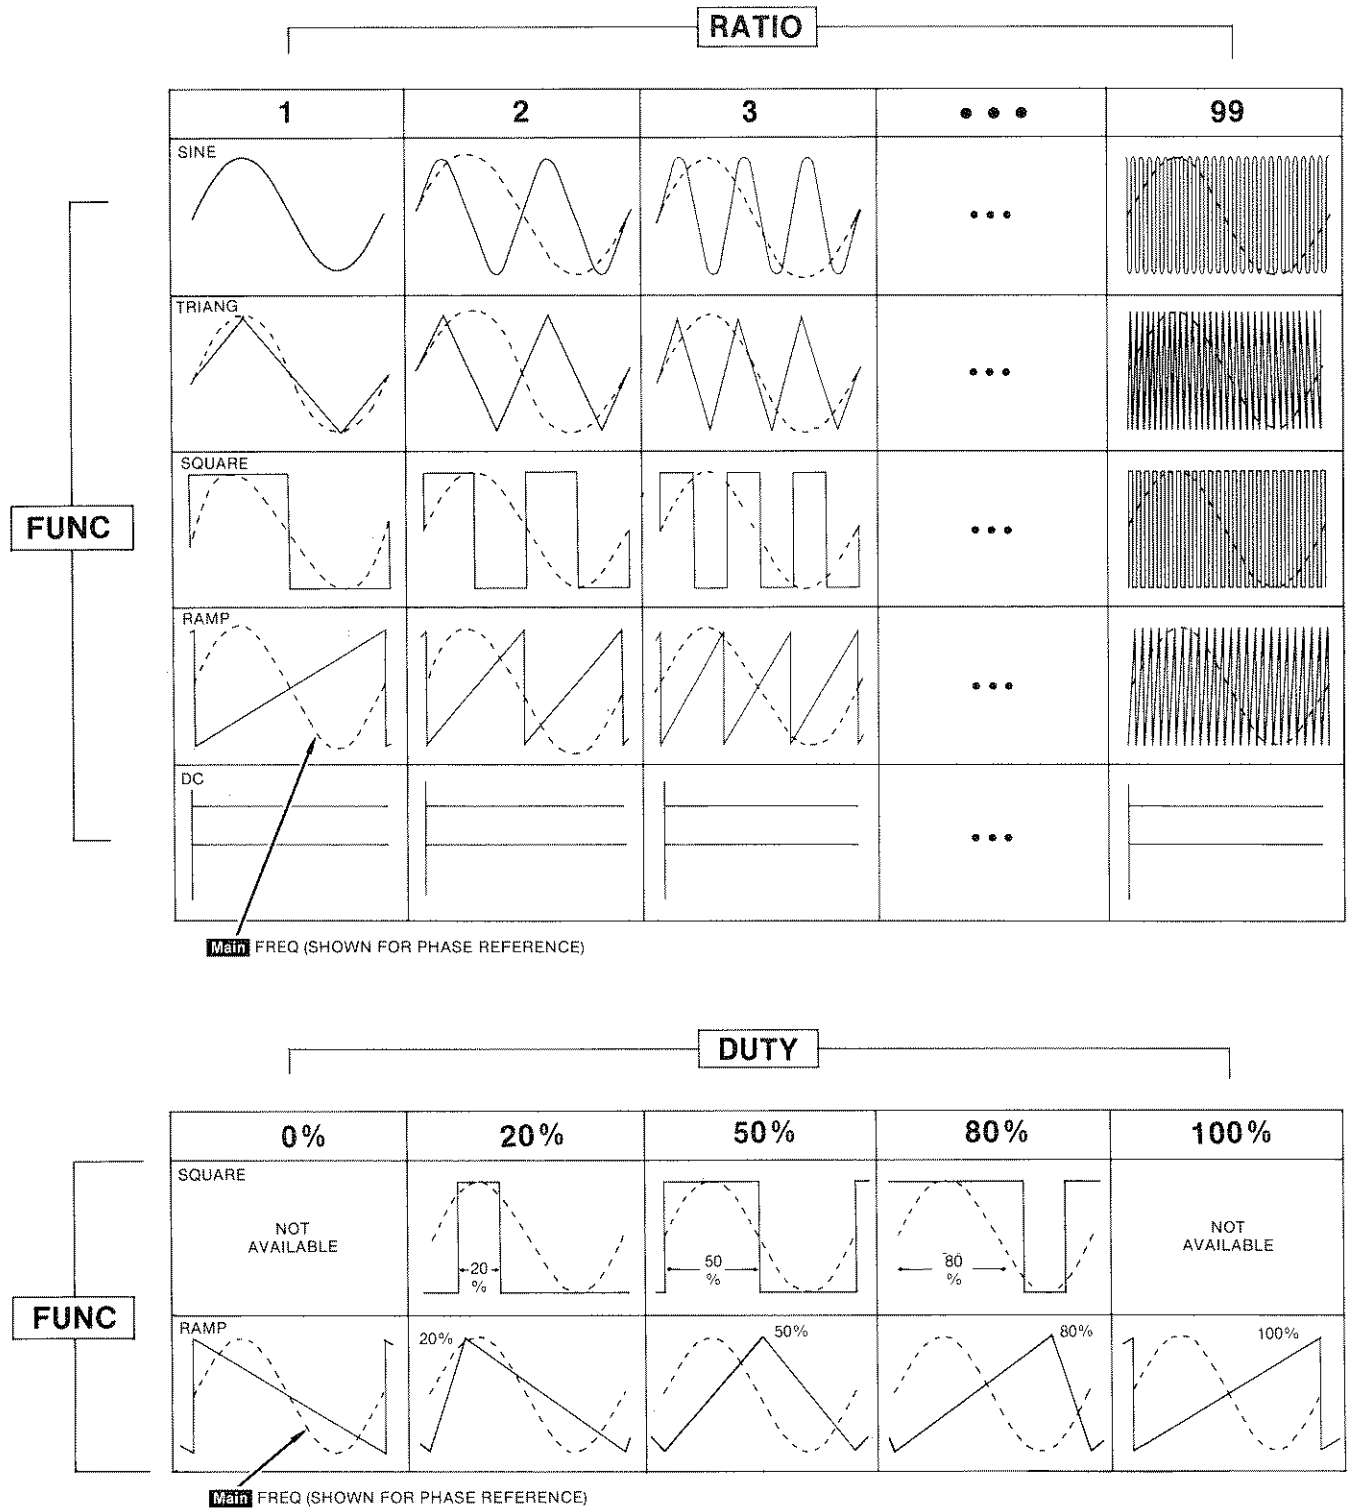 RATIO
1 2 3 • • • 99
SINE
• • •
TRIANG
• • •
SQUARE
• • •
FUNC
RAMP
• • •
DC
• • •
Main FREQ (SHOWN FOR PHASE REFERENCE)
DUTY
0% 20% 50% 80% 100%
SQUARE
NOT
AVAILABLE
20
%
50
%
80
%
NOT
AVAILABLE
FUNC
RAMP
20%
50%
80%
100%
Main FREQ (SHOWN FOR PHASE REFERENCE)